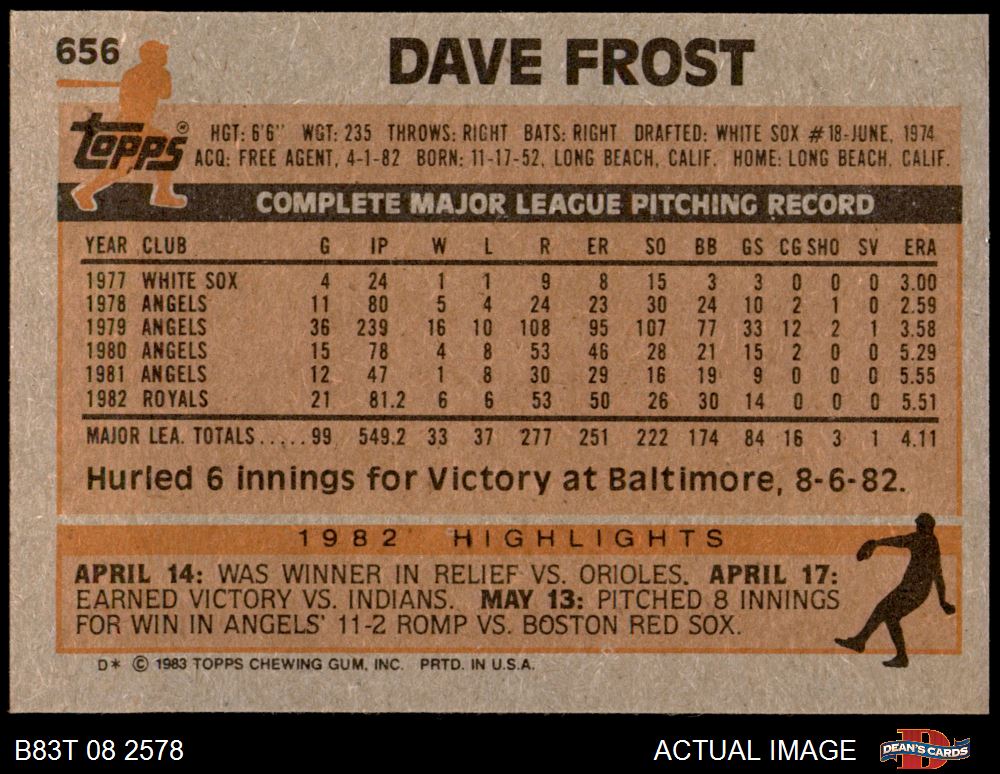 656
DAVE FROST
Topps®
HGT: 6'6" WGT: 235 THROWS: RIGHT BATS: RIGHT DRAFTED: WHITE SOX #18-JUNE, 1974
ACQ: FREE AGENT, 4-1-82 BORN: 11-17-52, LONG BEACH, CALIF. HOME: LONG BEACH, CALIF.
COMPLETE MAJOR LEAGUE PITCHING RECORD
YEAR CLUB G IP W L R ER SO BB GS CG SHO SV ERA
1977 WHITE SOX 4 24 1 1 9 8 15 3 3 0 0 0 3.00
1978 ANGELS 11 80 5 4 24 23 30 24 10 2 1 0 2.59
1979 ANGELS 36 239 16 10 108 95 107 77 33 12 2 1 3.58
1980 ANGELS 15 78 4 8 53 46 28 21 15 2 0 0 5.29
1981 ANGELS 12 47 1 8 30 29 16 19 9 0 0 0 5.55
1982 ROYALS 21 81.2 6 6 53 50 26 30 14 0 0 0 5.51
MAJOR LEA. TOTALS.....99 549.2 33 37 277 251 222 174 84 16 3 1 4.11
Hurled 6 innings for Victory at Baltimore, 8-6-82.
1982 HIGHLIGHTS
APRIL 14: WAS WINNER IN RELIEF VS. ORIOLES. APRIL 17:
EARNED VICTORY VS. INDIANS. MAY 13: PITCHED 8 INNINGS
FOR WIN IN ANGELS' 11-2 ROMP VS. BOSTON RED SOX.
D* © 1983 TOPPS CHEWING GUM, INC. PRTD. IN U.S.A.
B83T 08 2578
ACTUAL IMAGE
DEAN'S CARDS